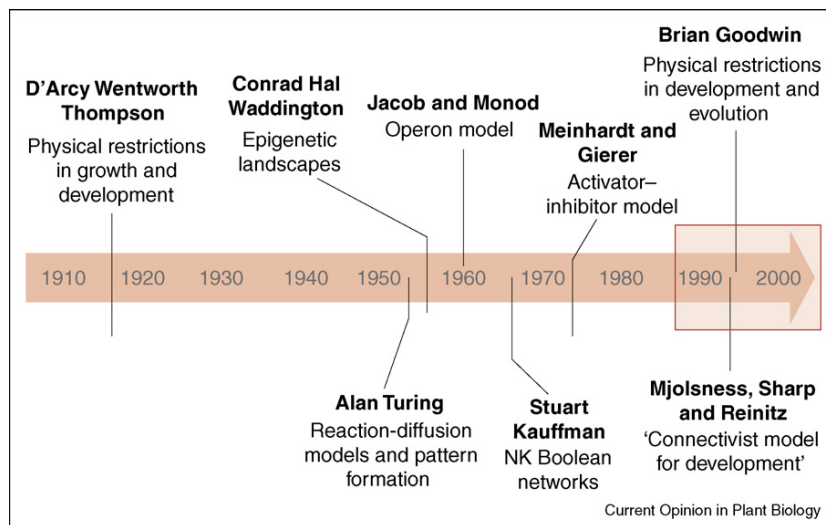 D'Arcy Wentworth
Thompson
Physical restrictions
in growth and
development
Conrad Hal
Waddington
Epigenetic
landscapes
Jacob and Monod
Operon model
Meinhardt and
Gierer
Activator–
inhibitor model
Brian Goodwin
Physical restrictions
in development and
evolution
1910 1920 1930 1940 1950 1960 1970 1980 1990 2000
Alan Turing
Reaction-diffusion
models and pattern
formation
Stuart
Kauffman
NK Boolean
networks
Mjolsness, Sharp
and Reinitz
‘Connectivist model
for development’
Current Opinion in Plant Biology